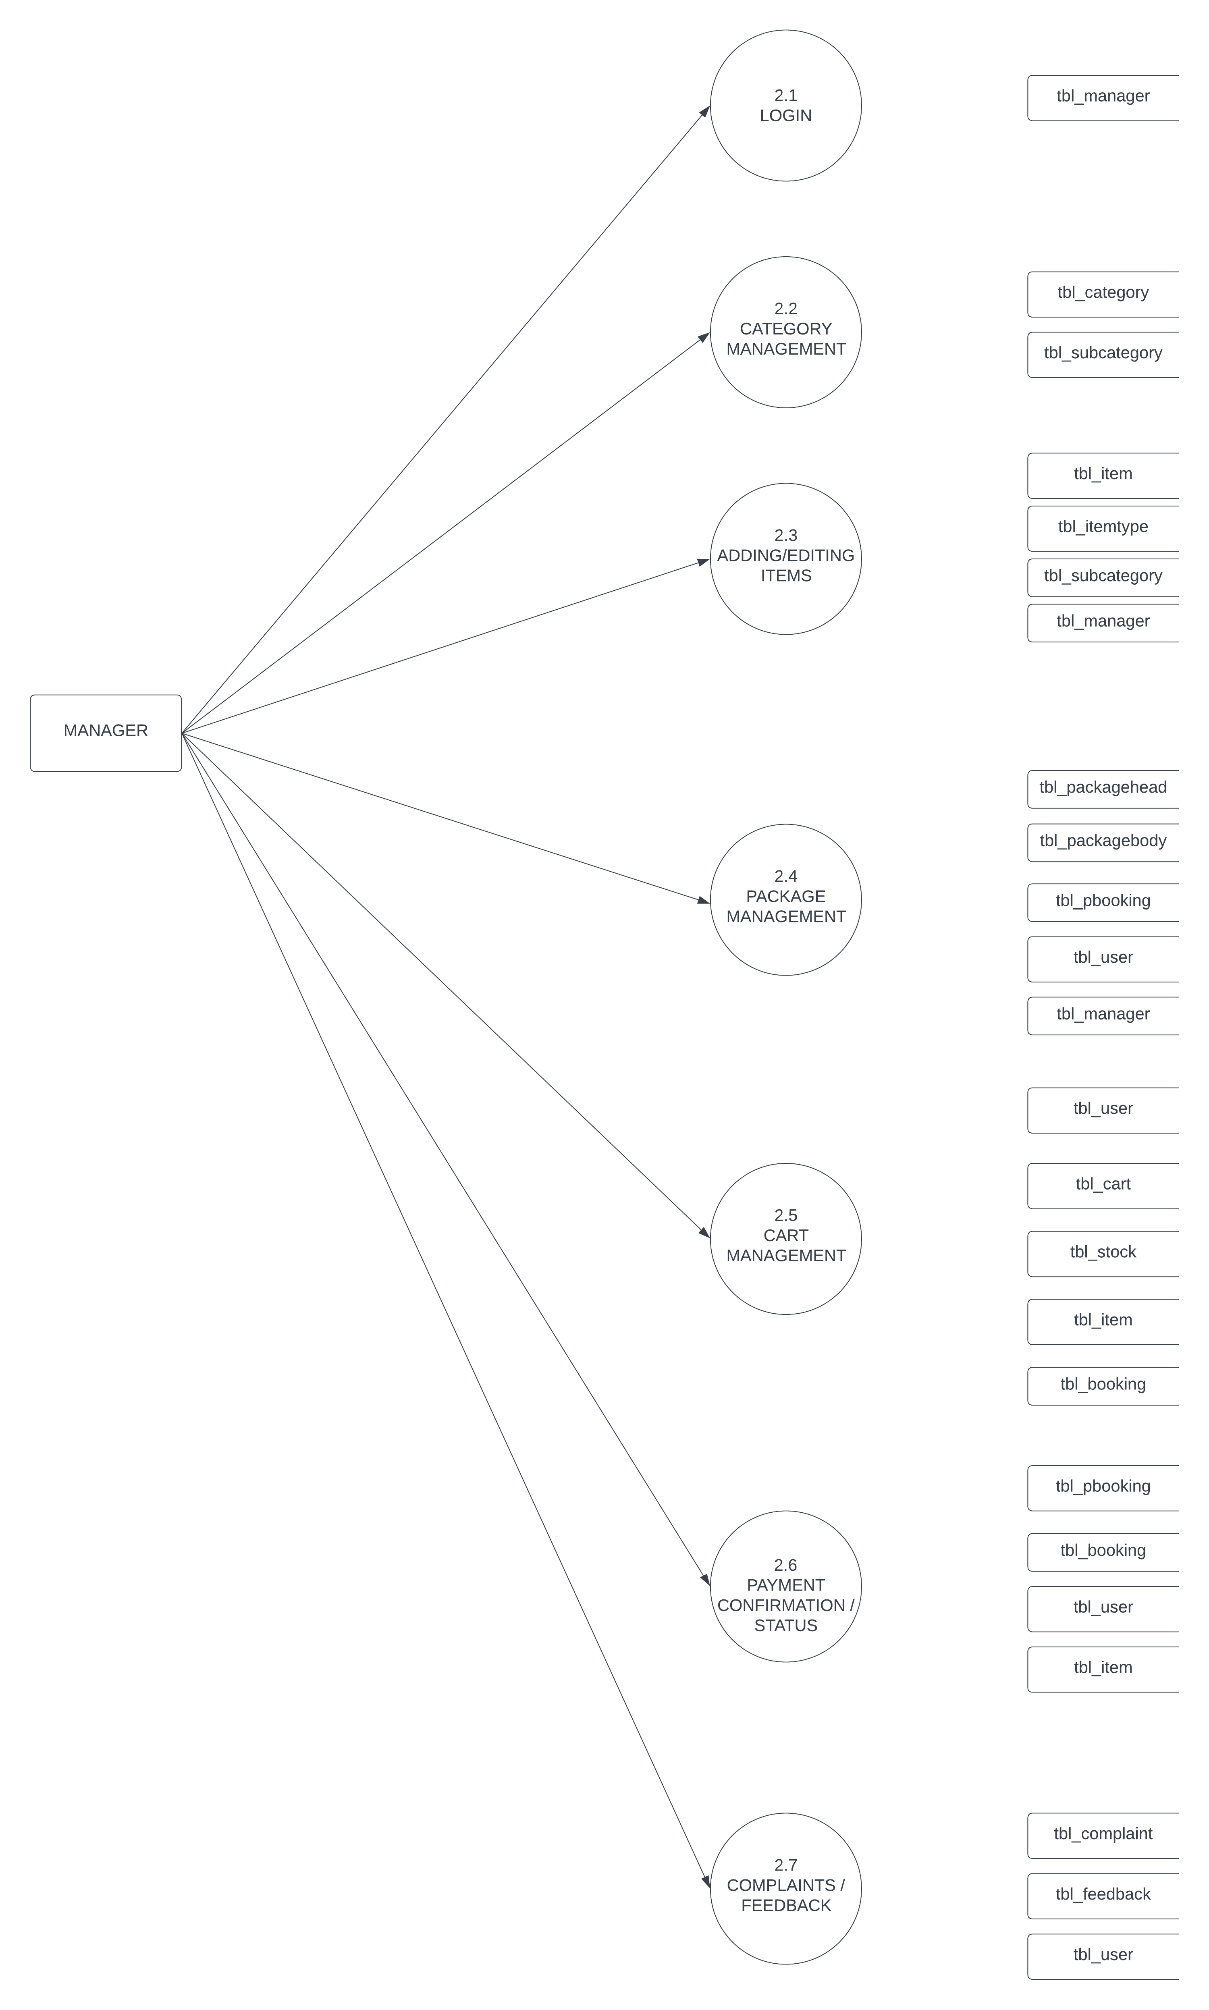 MANAGER
2.1
LOGIN
tbl_manager
2.2
CATEGORY
MANAGEMENT
tbl_category
tbl_subcategory
2.3
ADDING/EDITING
ITEMS
tbl_item
tbl_itemtype
tbl_subcategory
tbl_manager
2.4
PACKAGE
MANAGEMENT
tbl_packagehead
tbl_packagebody
tbl_pbooking
tbl_user
tbl_manager
2.5
CART
MANAGEMENT
tbl_user
tbl_cart
tbl_stock
tbl_item
tbl_booking
2.6
PAYMENT
CONFIRMATION /
STATUS
tbl_pbooking
tbl_booking
tbl_user
tbl_item
2.7
COMPLAINTS /
FEEDBACK
tbl_complaint
tbl_feedback
tbl_user